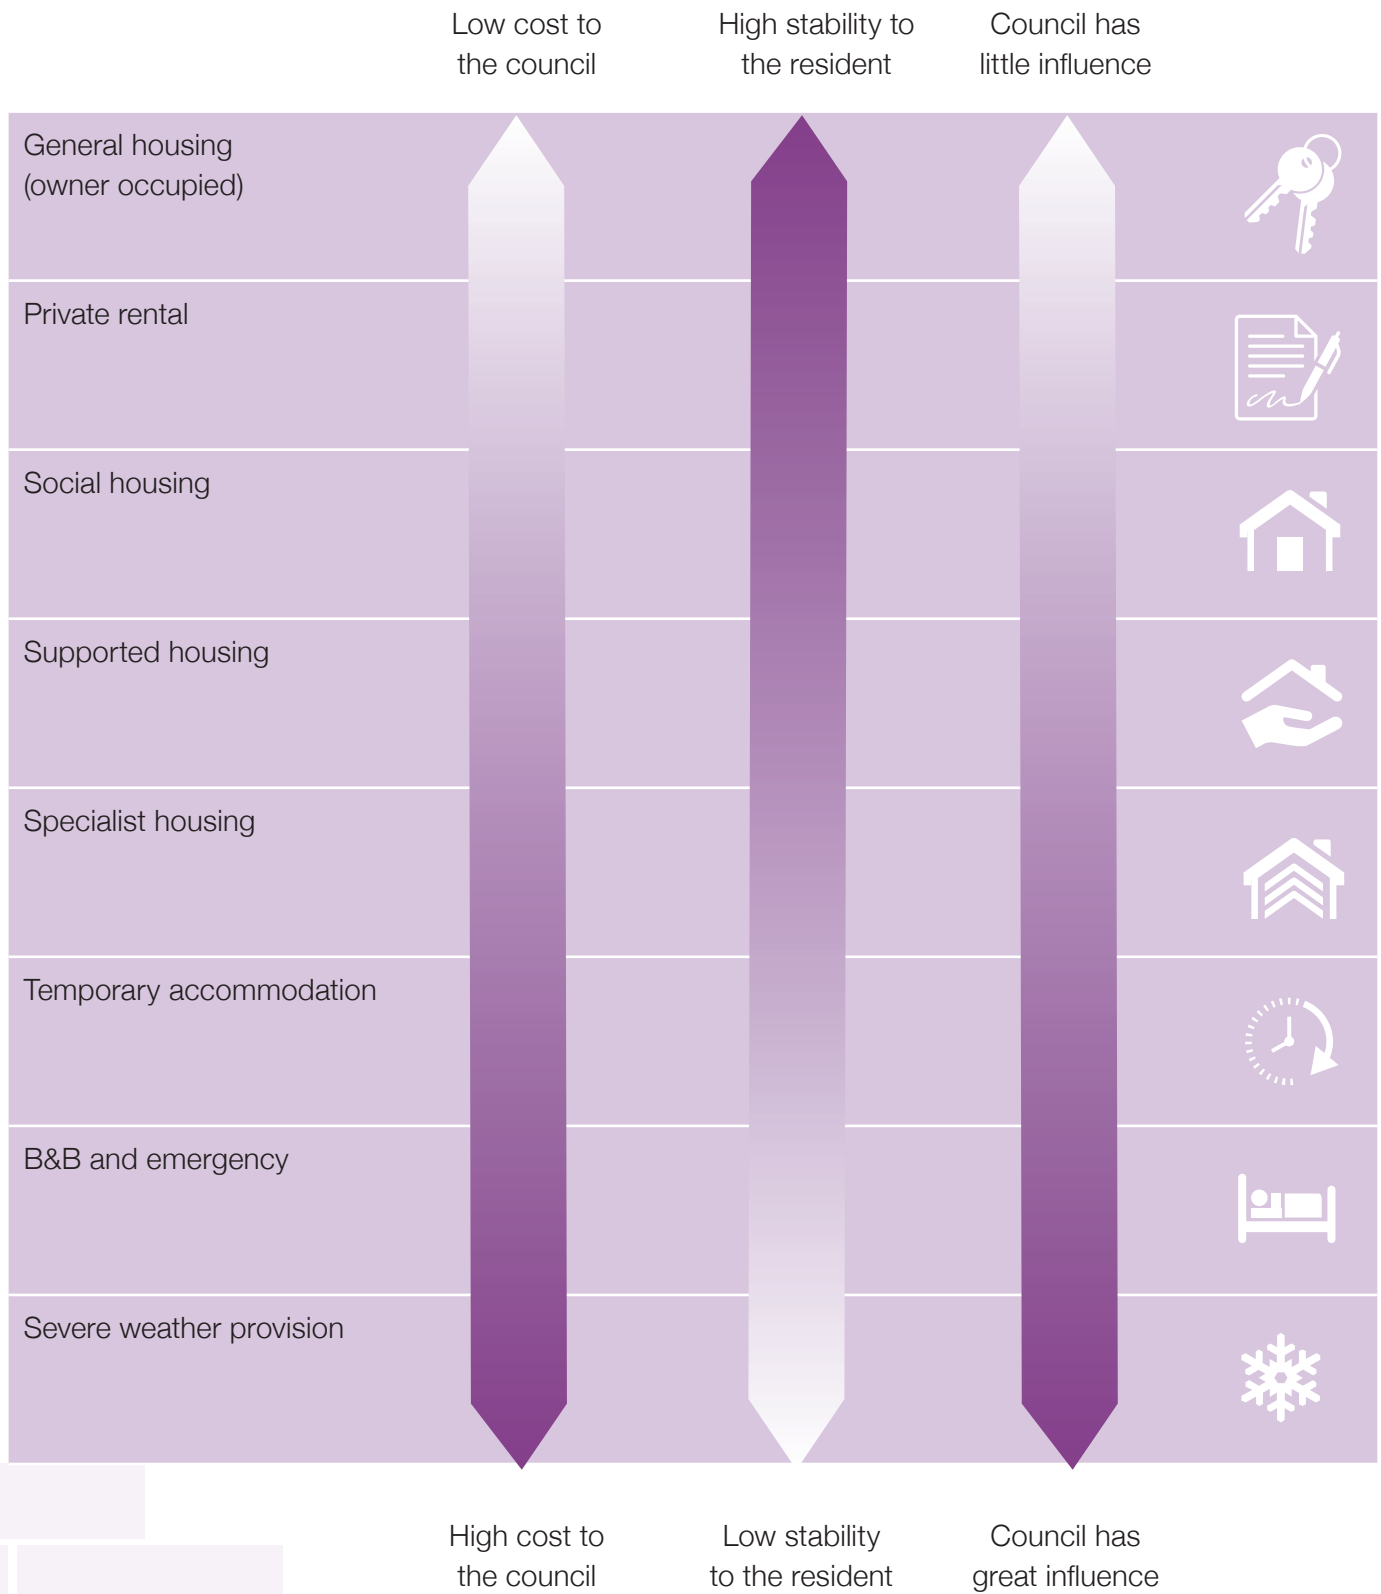 Low cost to
the council
High stability to
the resident
Council has
little influence
General housing
(owner occupied)
Private rental
Social housing
Supported housing
Specialist housing
Temporary accommodation
B&B and emergency
Severe weather provision
High cost to
the council
Low stability
to the resident
Council has
great influence